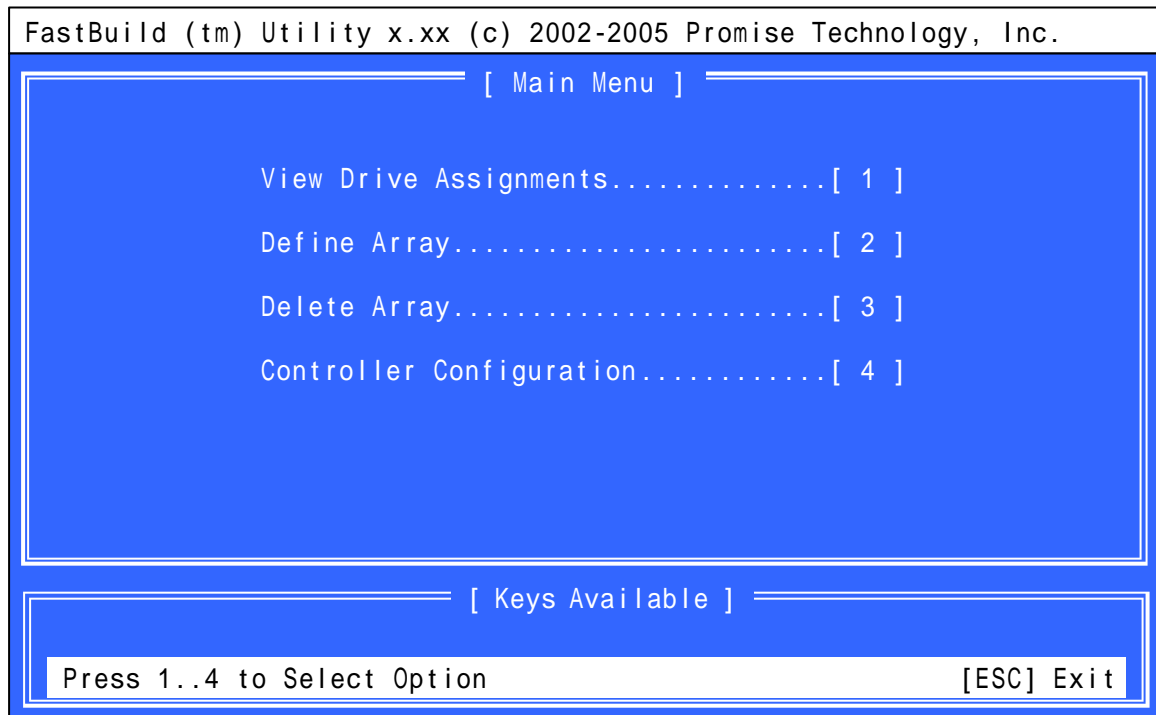 FastBuild (tm) Utility x.xx (c) 2002-2005 Promise Technology, Inc.
[ Main Menu ]
View Drive Assignments..............[ 1 ]
Define Array........................[ 2 ]
Delete Array........................[ 3 ]
Controller Configuration............[ 4 ]
[ Keys Available ]
Press 1..4 to Select Option [ESC] Exit